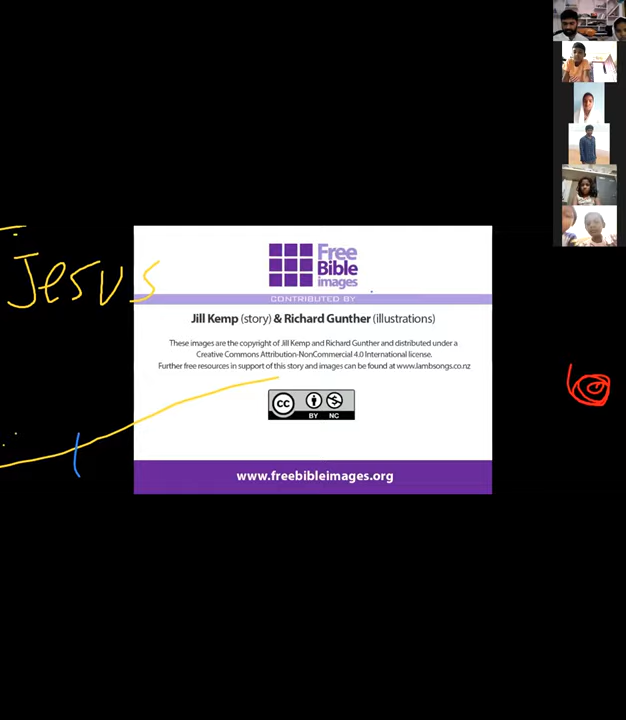 Jesus
Free
Bible
images
CONTRIBUTED BY
Jill Kemp (story) & Richard Gunther (illustrations)
These images are the copyright of Jill Kemp and Richard Gunther and distributed under a
Creative Commons Attribution-NonCommercial 4.0 International license.
Further free resources in support of this story and images can be found at www.lambsongs.co.nz
CC
BY NC
www.freebibleimages.org